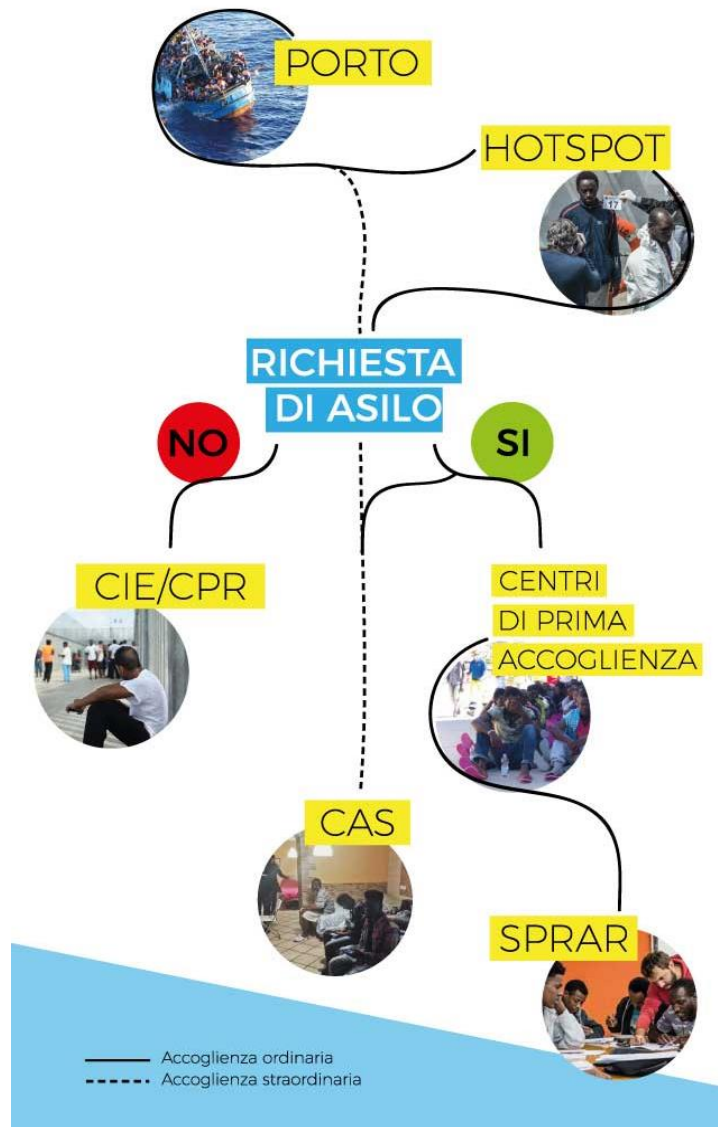 PORTO
HOTSPOT
17
RICHIESTA
DI ASILO
NO
SI
CIE/CPR
CENTRI
DI PRIMA
ACCOGLIENZA
CAS
SPRAR
Accoglienza ordinaria
Accoglienza straordinaria